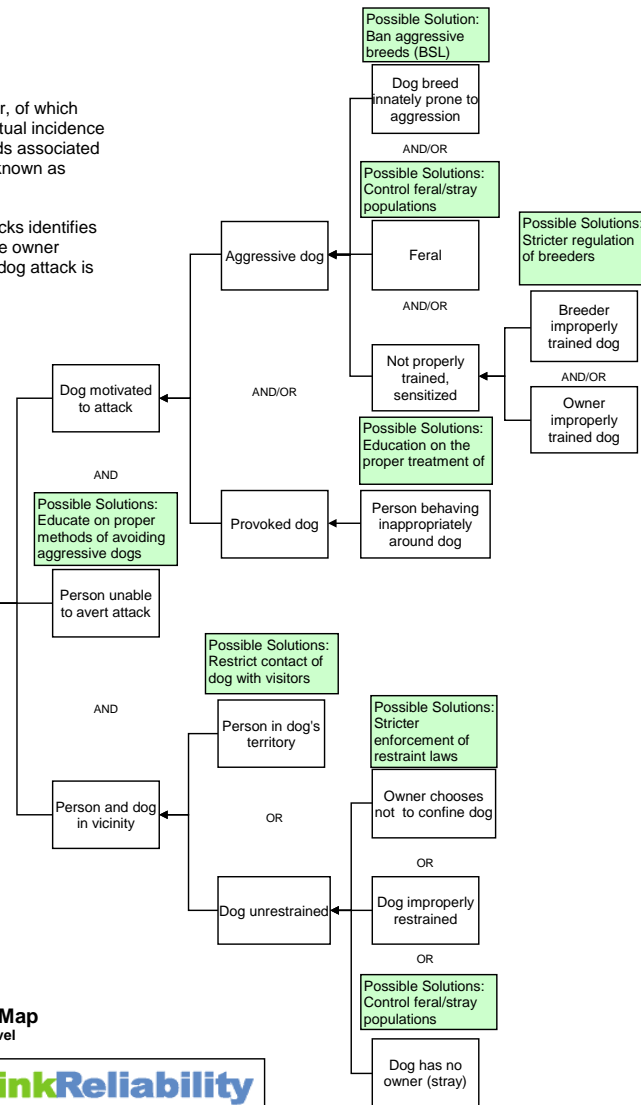 Possible Solution:
Ban aggressive
breeds (BSL)
Dog breed
innately prone to
aggression
r, of which
tual incidence
ds associated
known as
cks identifies
e owner
dog attack is
AND/OR
Possible Solutions:
Control feral/stray
populations
Aggressive dog
Feral
Possible Solutions:
Stricter regulation
of breeders
AND/OR
Breeder
improperly
trained dog
Not properly
trained,
sensitized
AND/OR
Owner
improperly
trained dog
Dog motivated
to attack
AND/OR
Possible Solutions:
Education on the
proper treatment of
Provoked dog
Person behaving
inappropriately
around dog
AND
Possible Solutions:
Educate on proper
methods of avoiding
aggressive dogs
Person unable
to avert attack
AND
Possible Solutions:
Restrict contact of
dog with visitors
Person in dog's
territory
Person and dog
in vicinity
OR
Possible Solutions:
Stricter
enforcement of
restraint laws
Owner chooses
not to confine dog
OR
Dog unrestrained
Dog improperly
restrained
OR
Possible Solutions:
Control feral/stray
populations
Dog has no
owner (stray)
Map
vel
inkReliability